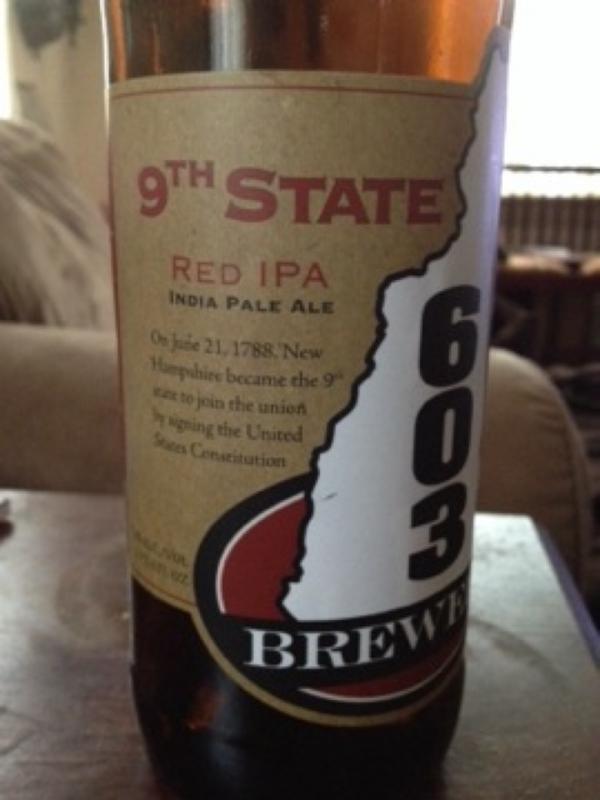 9TH STATE
RED IPA
INDIA PALE ALE
On June 21, 1788, New
Hampshire became the 9th
state to join the union
by signing the United
States Constitution
603
BREWE